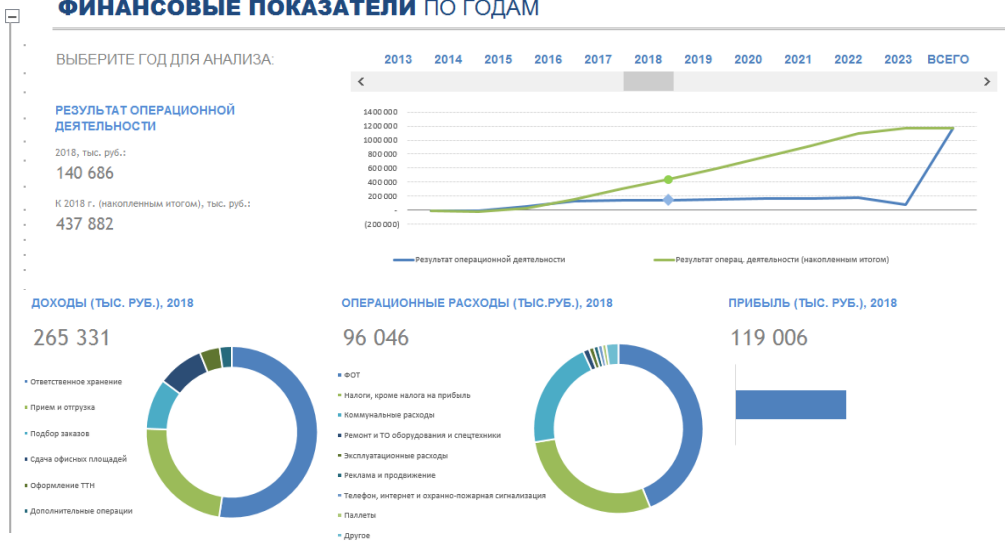 ФИНАНСОВЫЕ ПОКАЗАТЕЛИ ПО ГОДАМ
ВЫБЕРИТЕ ГОД ДЛЯ АНАЛИЗА:
2013 2014 2015 2016 2017 2018 2019 2020 2021 2022 2023 ВСЕГО
РЕЗУЛЬТАТ ОПЕРАЦИОННОЙ
ДЕЯТЕЛЬНОСТИ
2018, тыс. руб.:
140 686
К 2018 г. (накопленным итогом), тыс. руб.:
437 882
1400 000
1200 000
1000 000
800 000
600 000
400 000
200 000
-
(200 000)
Результат операционной деятельности
Результат операц. деятельности (накопленным итогом)
ДОХОДЫ (ТЫС. РУБ.), 2018
265 331
Ответственное хранение
Прием и отгрузка
Подбор заказов
Сдача офисных площадей
Оформление ТТН
Дополнительные операции
ОПЕРАЦИОННЫЕ РАСХОДЫ (ТЫС.РУБ.), 2018
96 046
ФОТ
Налоги, кроме налога на прибыль
Коммунальные расходы
Ремонт и ТО оборудования и спецтехники
Эксплуатационные расходы
Реклама и продвижение
Телефон, интернет и охранно-пожарная сигнализация
Паллеты
Другое
ПРИБЫЛЬ (ТЫС. РУБ.), 2018
119 006